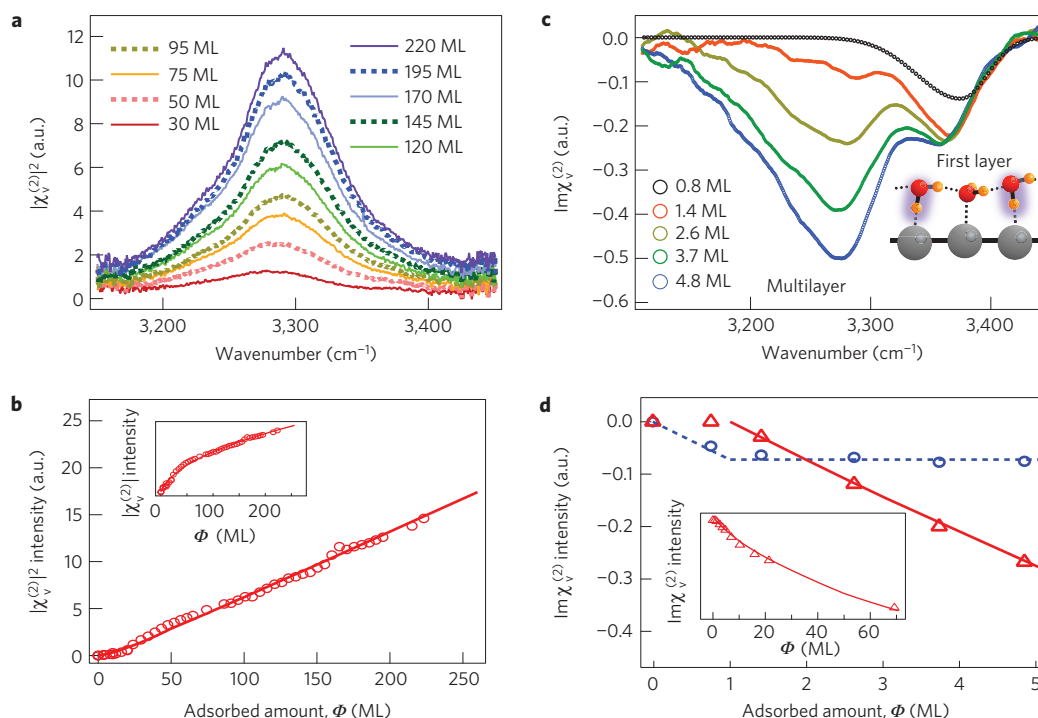 a
|χᵥ⁽²⁾|² (a.u.)
12
10
8
6
4
2
0
95 ML
75 ML
50 ML
30 ML
220 ML
195 ML
170 ML
145 ML
120 ML
3,200
3,300
3,400
Wavenumber (cm⁻¹)
c
Imχᵥ⁽²⁾ (a.u.)
0.0
−0.1
−0.2
−0.3
−0.4
−0.5
−0.6
First layer
0.8 ML
1.4 ML
2.6 ML
3.7 ML
4.8 ML
Multilayer
3,200
3,300
3,400
Wavenumber (cm⁻¹)
b
|χᵥ⁽²⁾|² intensity (a.u.)
25
20
15
10
5
0
|χᵥ⁽²⁾| intensity
0
100
200
Φ (ML)
0
50
100
150
200
250
Adsorbed amount, Φ (ML)
d
Imχᵥ⁽²⁾ intensity (a.u.)
0.0
−0.1
−0.2
−0.3
−0.4
Imχᵥ⁽²⁾ intensity
0
20
40
60
Φ (ML)
0
1
2
3
4
5
Adsorbed amount, Φ (ML)